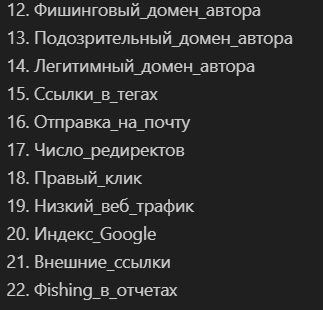 12. Фишинговый_домен_автора
13. Подозрительный_домен_автора
14. Легитимный_домен_автора
15. Ссылки_в_тегах
16. Отправка_на_почту
17. Число_редиректов
18. Правый_клик
19. Низкий_веб_трафик
20. Индекс_Google
21. Внешние_ссылки
22. Фishing_в_отчетах